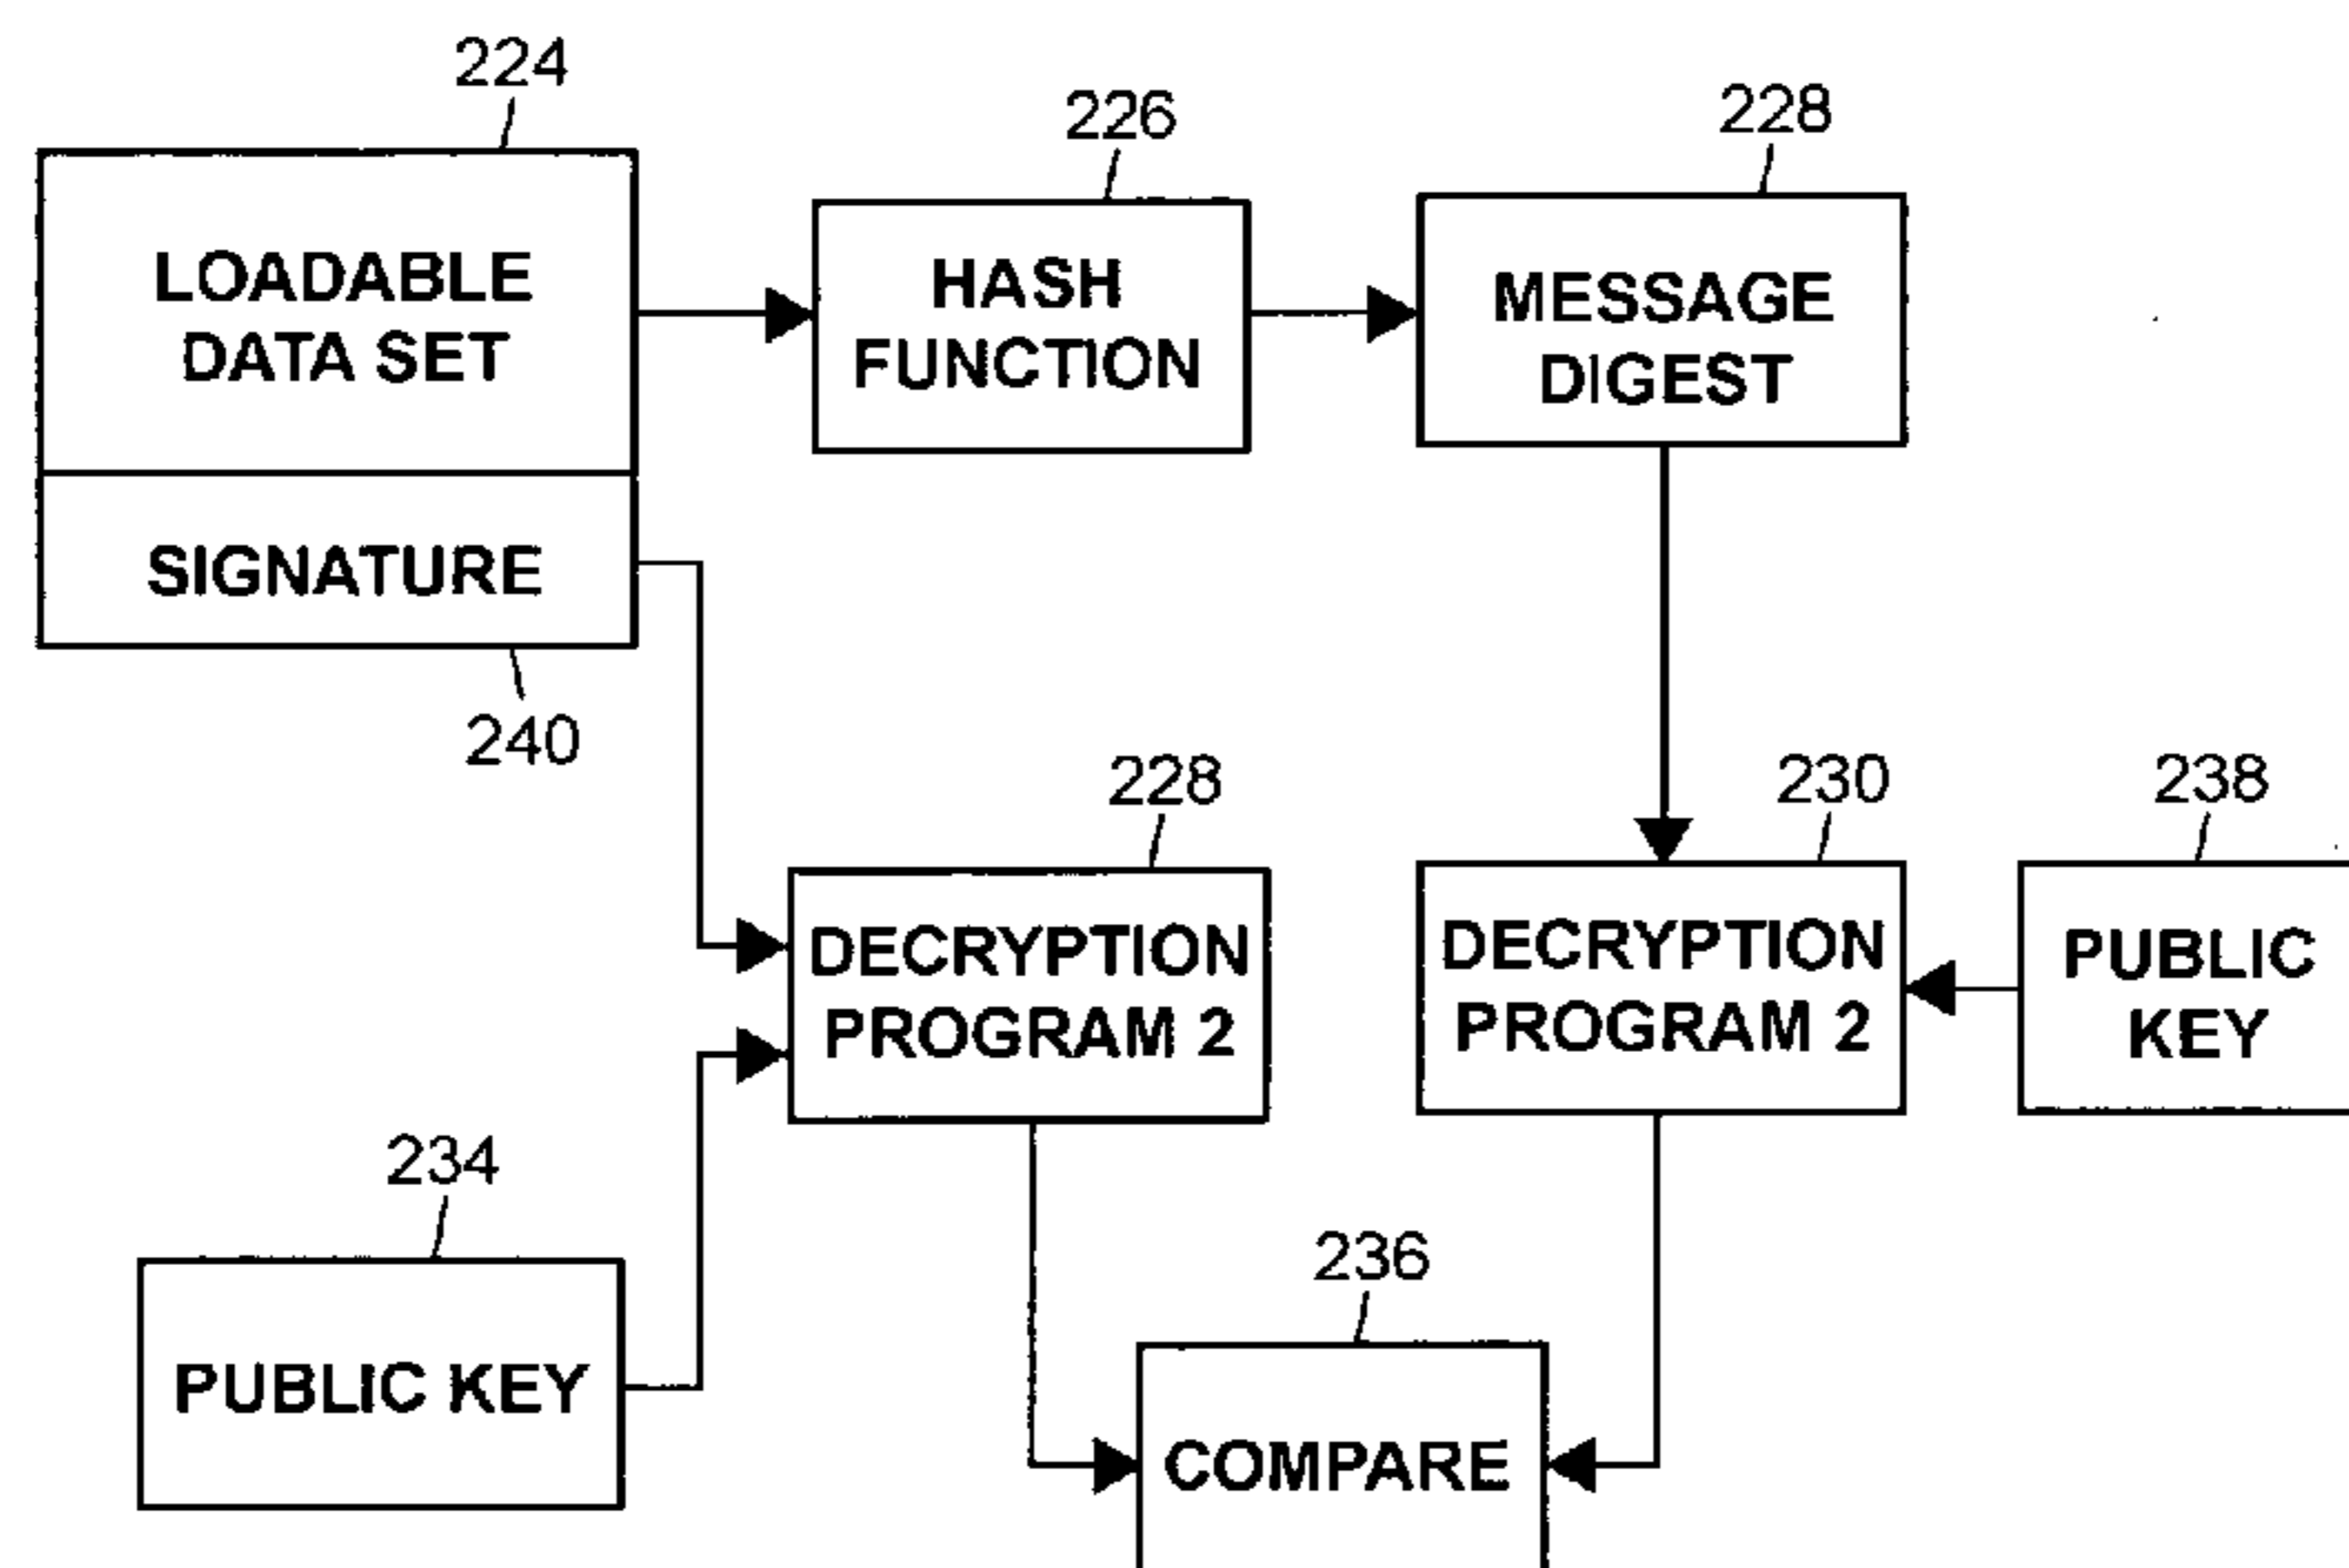 224
226
228
LOADABLE
DATA SET
HASH
FUNCTION
MESSAGE
DIGEST
SIGNATURE
240
228
230
238
DECRYPTION
PROGRAM 2
DECRYPTION
PROGRAM 2
PUBLIC
KEY
234
236
PUBLIC KEY
COMPARE